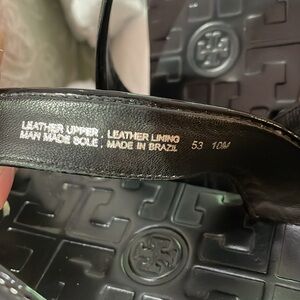 LEATHER UPPER , LEATHER LINING
MAN MADE SOLE , MADE IN BRAZIL 53 10M